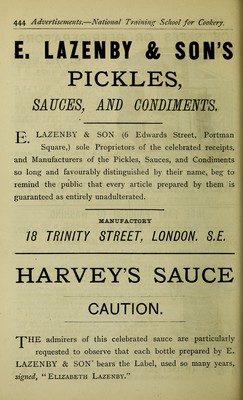 444 Advertisements.—National Training School for Cookery.
E. LAZENBY & SON'S
PICKLES,
SAUCES, AND CONDIMENTS.
E. LAZENBY & SON (6 Edwards Street, Portman
Square,) sole Proprietors of the celebrated receipts,
and Manufacturers of the Pickles, Sauces, and Condiments
so long and favourably distinguished by their name, beg to
remind the public that every article prepared by them is
guaranteed as entirely unadulterated.
MANUFACTORY
18 TRINITY STREET, LONDON. S.E.
HARVEY'S SAUCE
CAUTION.
THE admirers of this celebrated sauce are particularly
requested to observe that each bottle prepared by E.
LAZENBY & SON bears the Label, used so many years,
signed, "ELIZABETH LAZENBY."